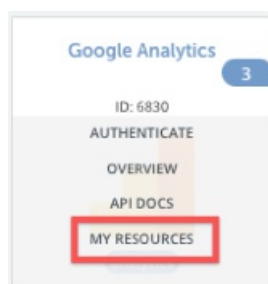 Google Analytics
3
ID: 6830
AUTHENTICATE
OVERVIEW
API DOCS
MY RESOURCES